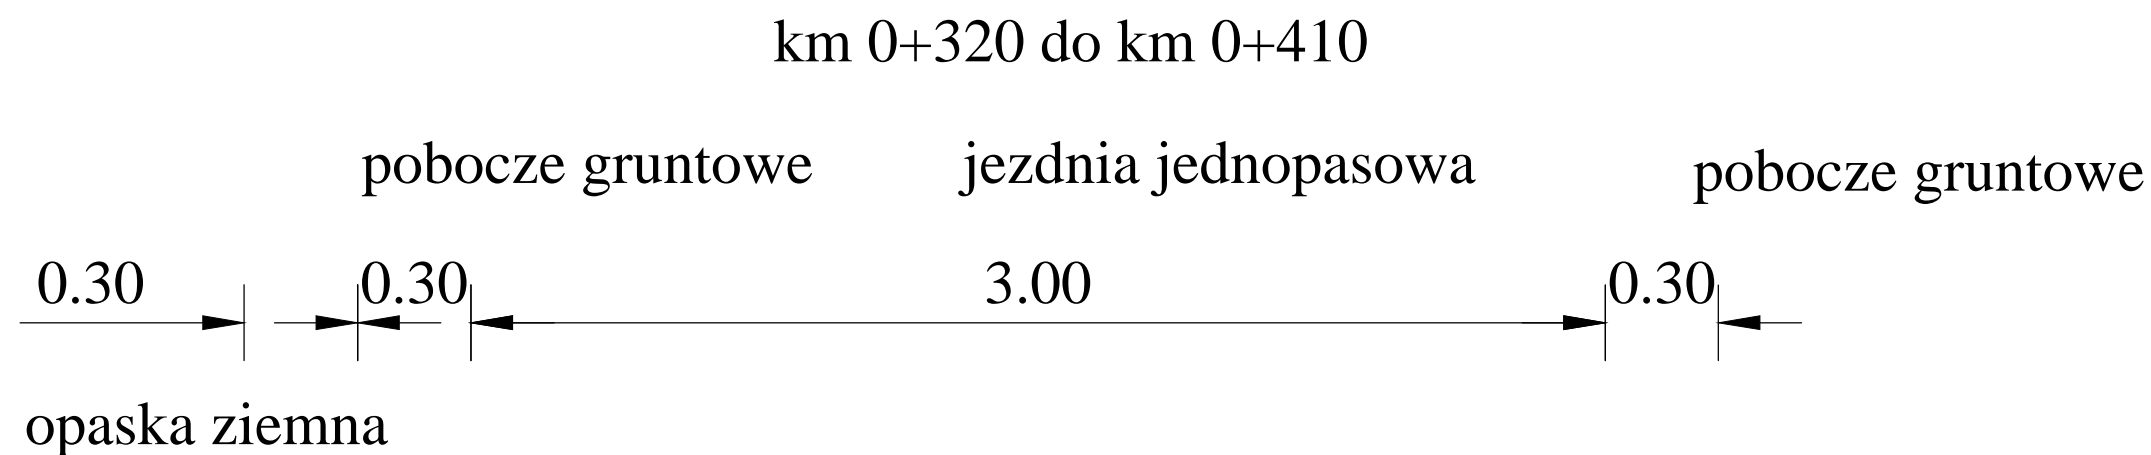 km 0+320 do km 0+410
pobocze gruntowe jezdnia jednopasowa pobocze gruntowe
0.30 0.30 3.00 0.30
opaska ziemna